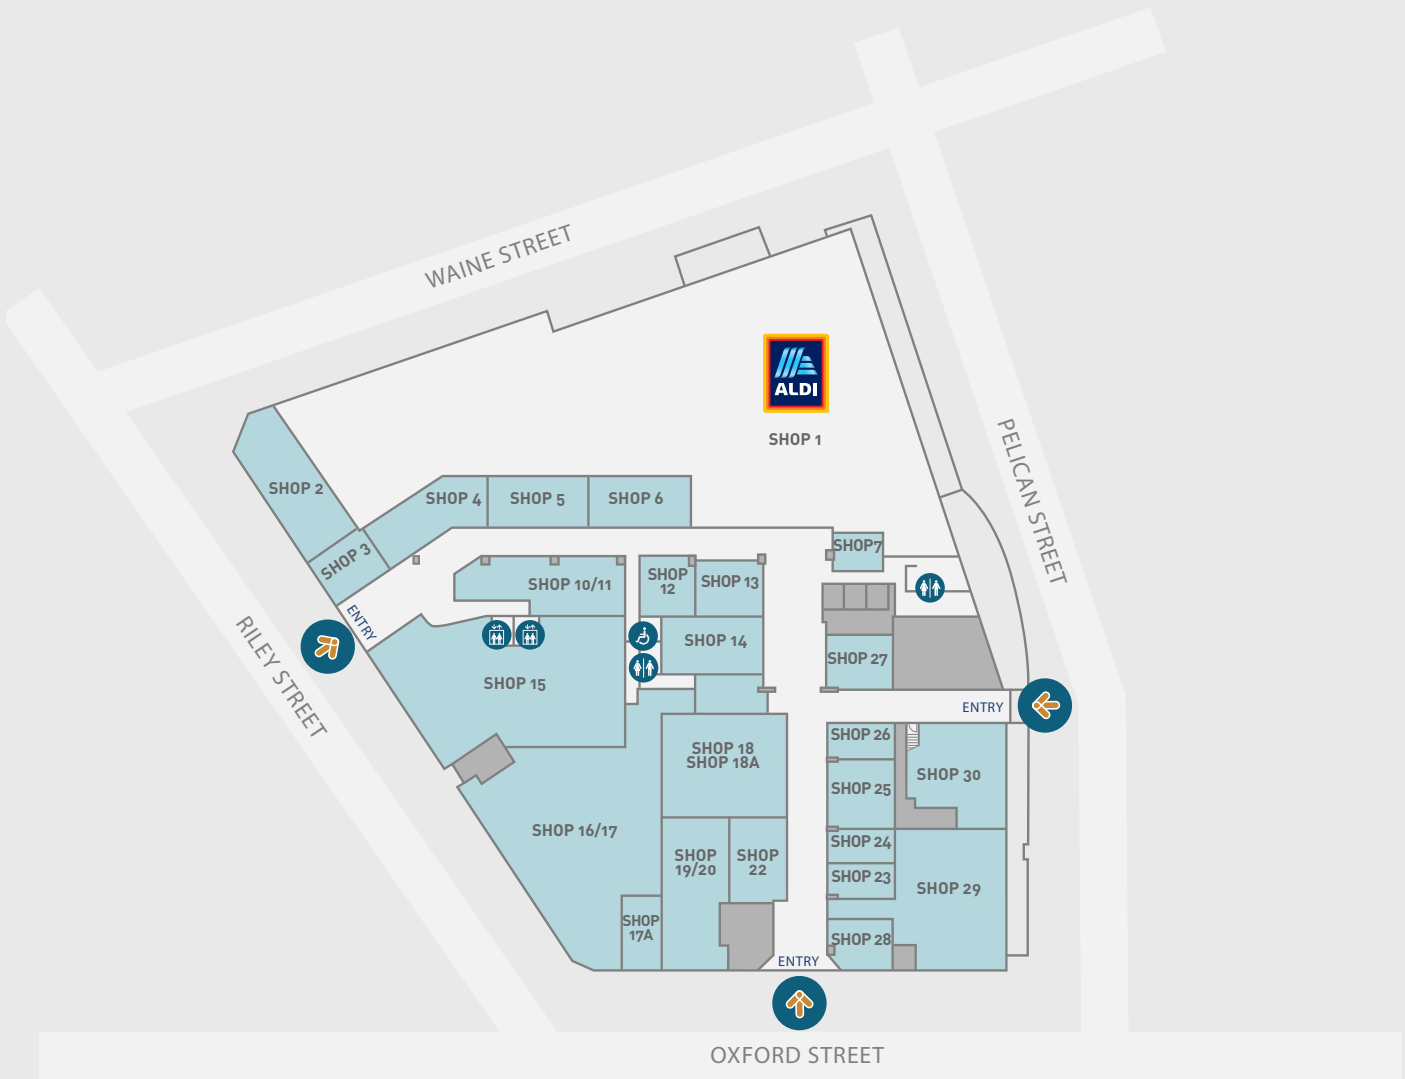 WAINE STREET
ALDI
SHOP 1
PELICAN STREET
SHOP 2
SHOP 4
SHOP 5
SHOP 6
SHOP 3
SHOP7
SHOP 10/11
SHOP
12
SHOP 13
ENTRY
RILEY STREET
SHOP 14
SHOP 15
SHOP 27
ENTRY
SHOP 18
SHOP 18A
SHOP 26
SHOP 30
SHOP 25
SHOP 16/17
SHOP 24
SHOP
19/20
SHOP
22
SHOP 23
SHOP 29
SHOP
17A
SHOP 28
ENTRY
OXFORD STREET